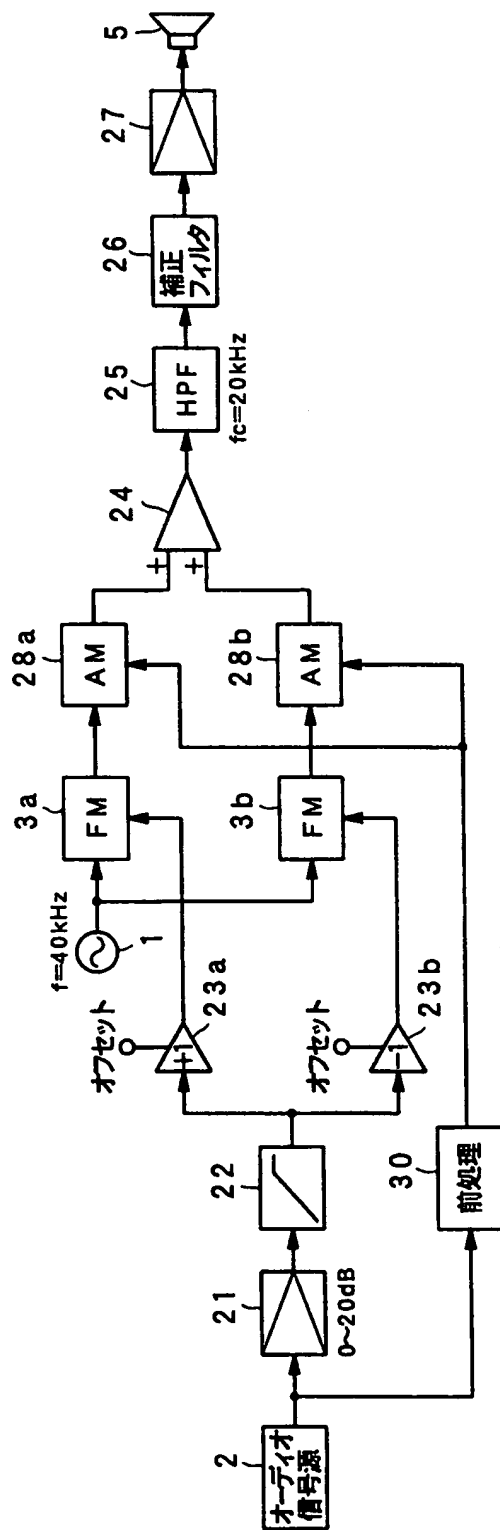 2
オーディオ
信号源
21
0~20dB
22
オフセット
+1
23a
オフセット
-1
23b
30
前処理
f=40kHz
1
3a
FM
3b
FM
28a
AM
28b
AM
+
+
24
25
HPF
fc=20kHz
26
補正
フィルタ
27
5